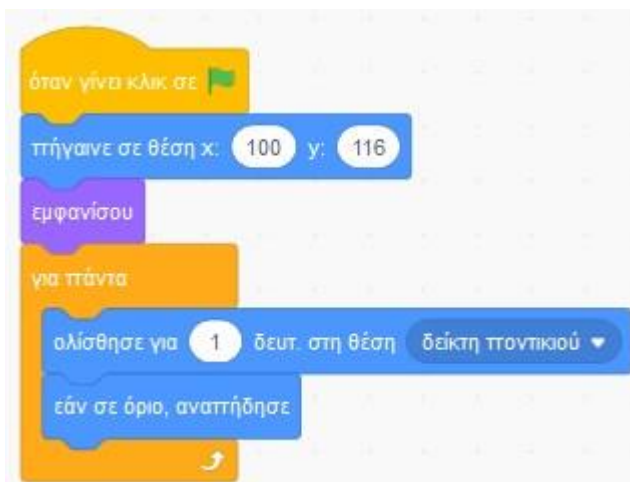 όταν γίνει κλικ σε
πήγαινε σε θέση x: 100 y: 116
εμφανίσου
για πάντα
ολίσθησε για 1 δευτ. στη θέση δείκτη ποντικιού
εάν σε όριο, αναπήδησε